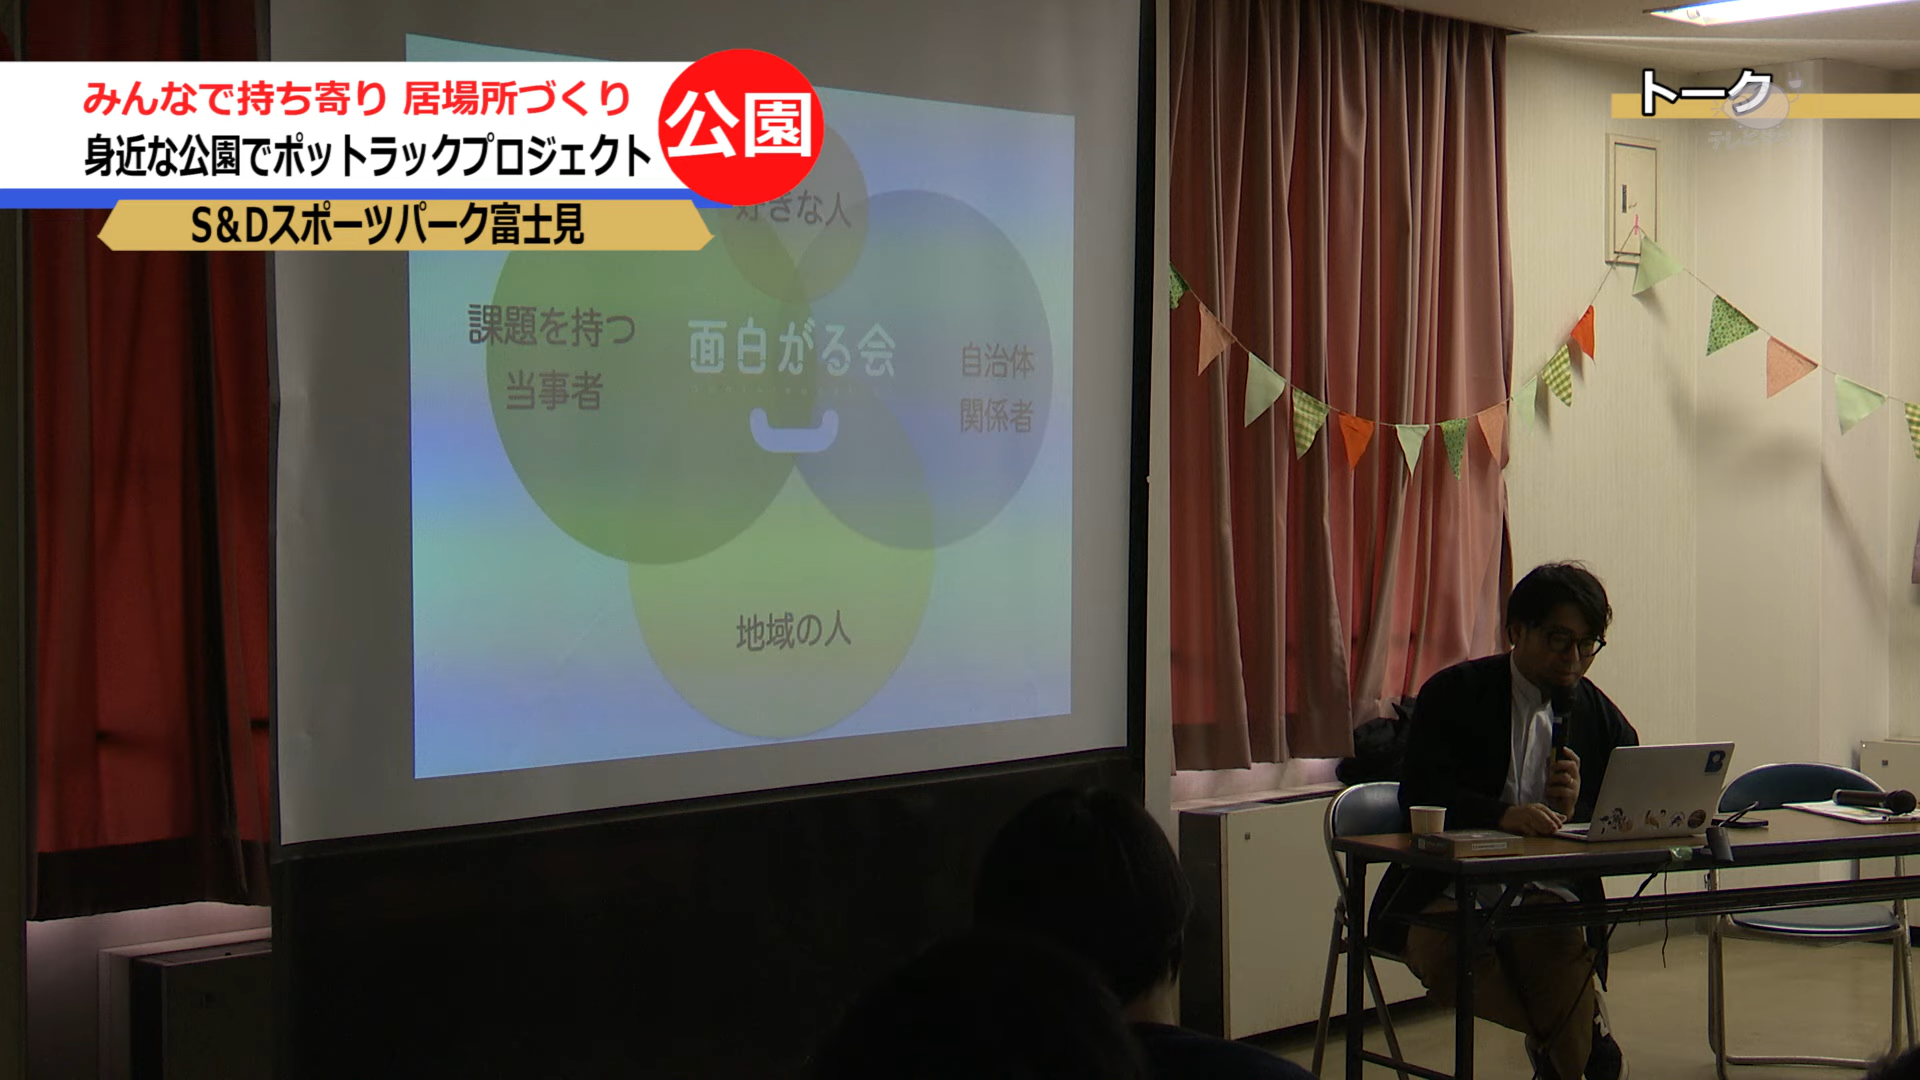 みんなで持ち寄り 居場所づくり
身近な公園でポットラックプロジェクト
公園
S&Dスポーツパーク富士見
トーク
好きな人
課題を持つ
当事者
面白がる会
自治体
関係者
地域の人